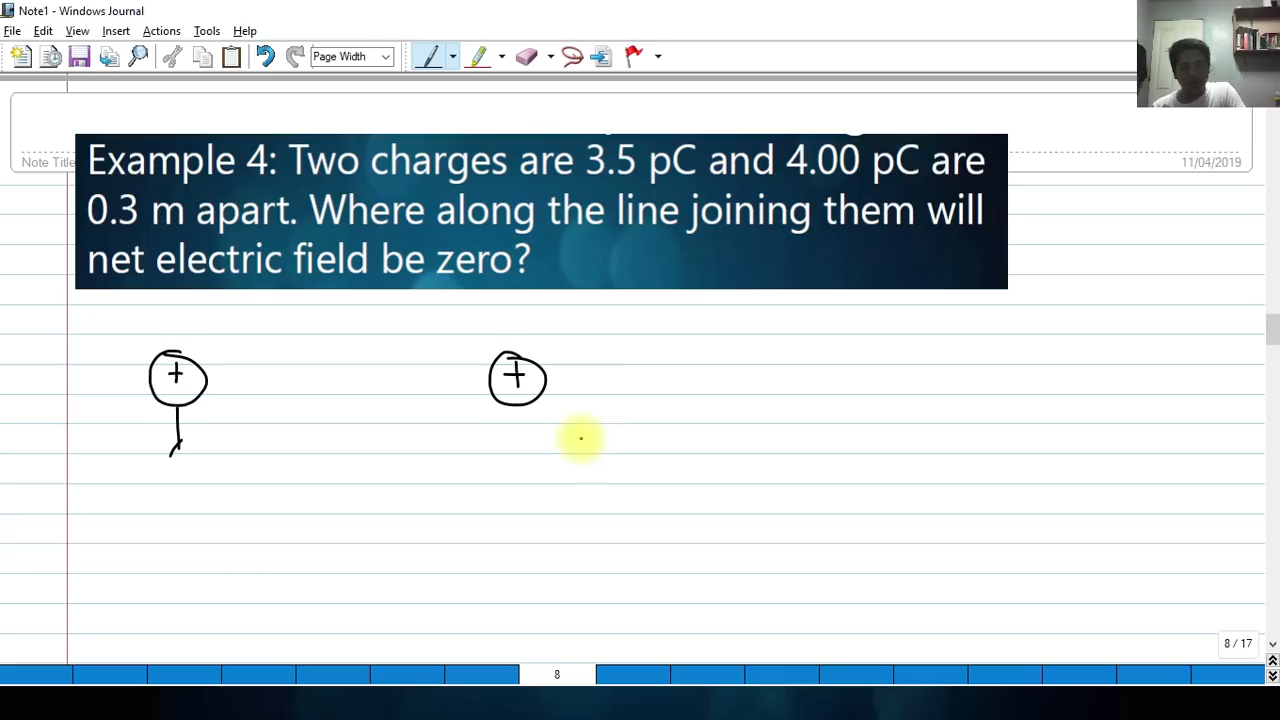 Note1 - Windows Journal
File Edit View Insert Actions Tools Help
Page Width
Example 4: Two charges are 3.5 pC and 4.00 pC are
Note Title 11/04/2019
0.3 m apart. Where along the line joining them will
net electric field be zero?
+ +
8 / 17
8